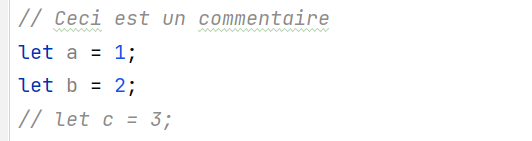 // Ceci est un commentaire
let a = 1;
let b = 2;
// let c = 3;